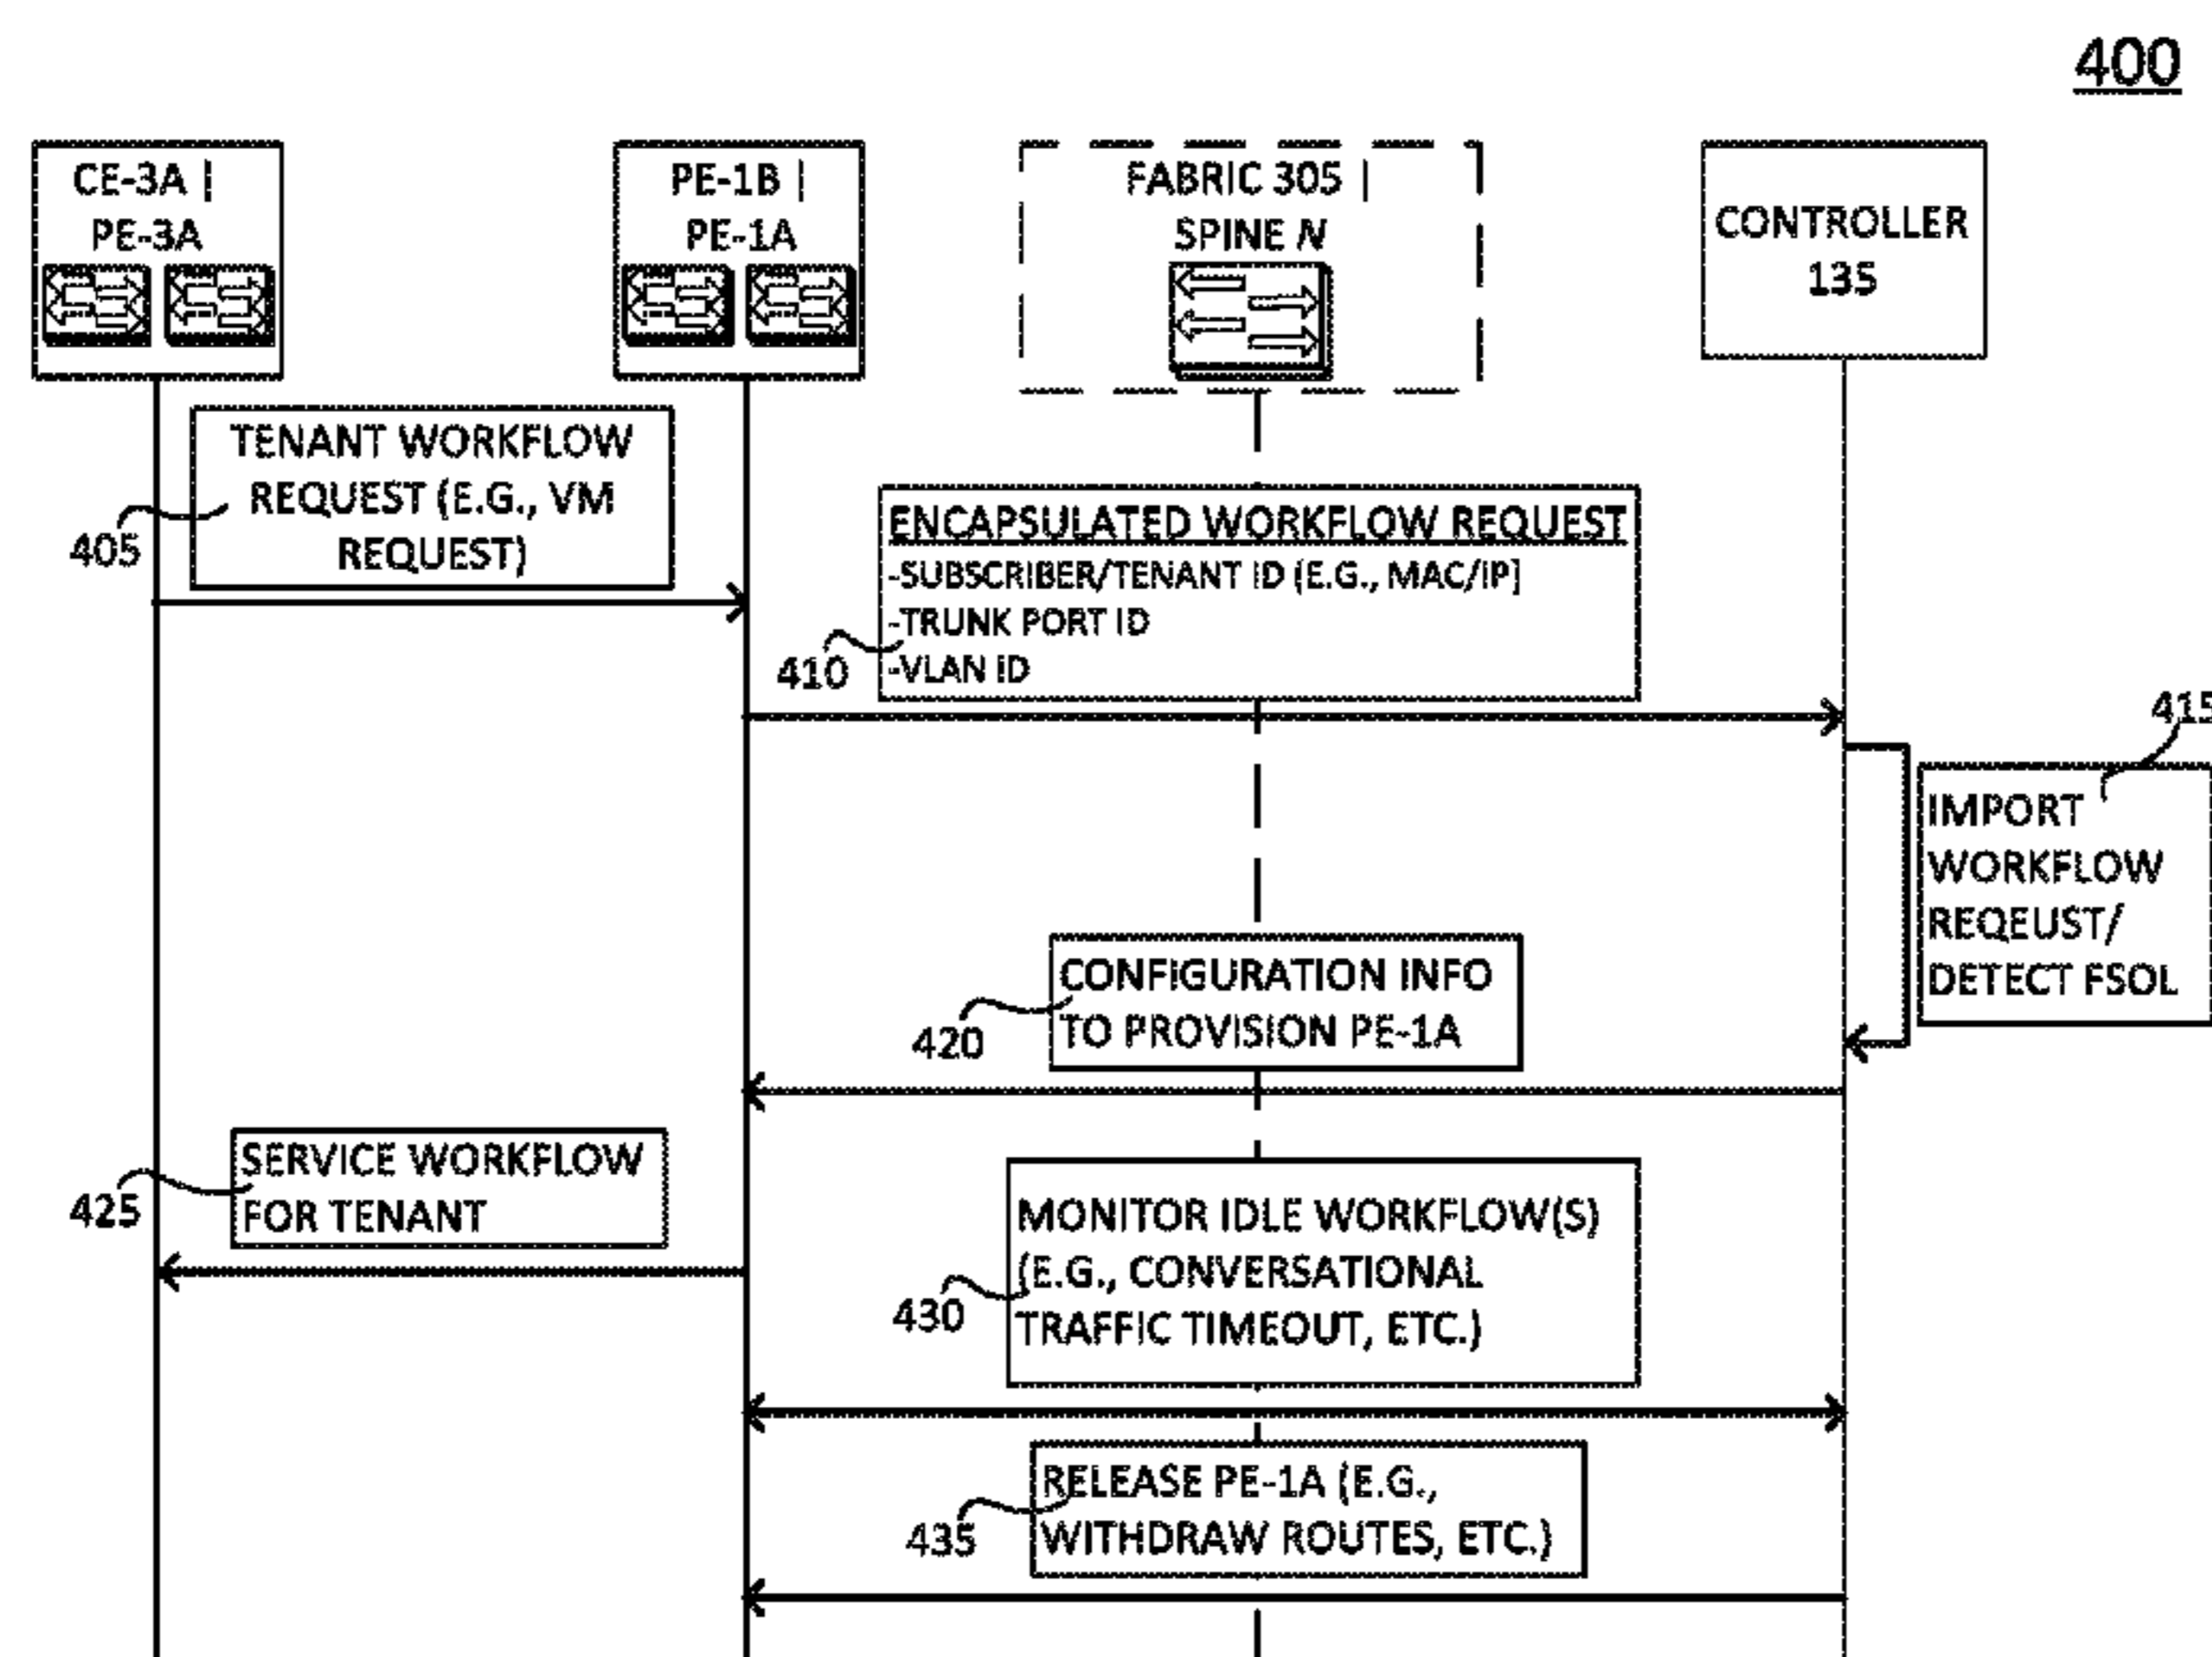 400
CE-3A |
PE-3A
PE-1B |
PE-1A
FABRIC 305 |
SPINE N
CONTROLLER
135
TENANT WORKFLOW
REQUEST (E.G., VM
REQUEST)
405
ENCAPSULATED WORKFLOW REQUEST
-SUBSCRIBER/TENANT ID (E.G., MAC/IP]
-TRUNK PORT ID
-VLAN ID
410
415
IMPORT
WORKFLOW
REQEUST/
DETECT FSOL
CONFIGURATION INFO
TO PROVISION PE-1A
420
SERVICE WORKFLOW
FOR TENANT
425
MONITOR IDLE WORKFLOW(S)
(E.G., CONVERSATIONAL
TRAFFIC TIMEOUT, ETC.)
430
RELEASE PE-1A (E.G.,
WITHDRAW ROUTES, ETC.)
435